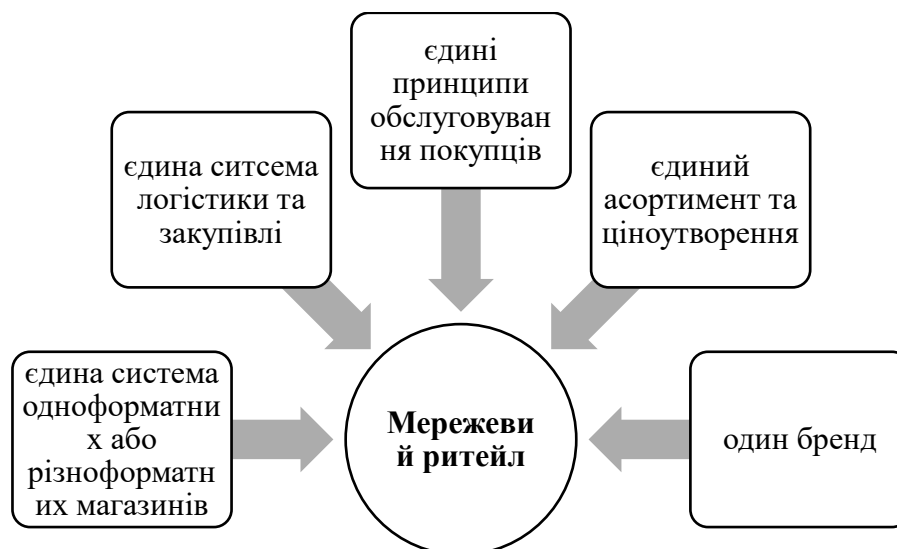 єдині
принципи
обслуговуван
ня покупців
єдина ситсема
логістики та
закупівлі
єдиний
асортимент та
ціноутворення
єдина система
одноформатни
х або
різноформатн
их магазинів
Мережеви
й ритейл
один бренд